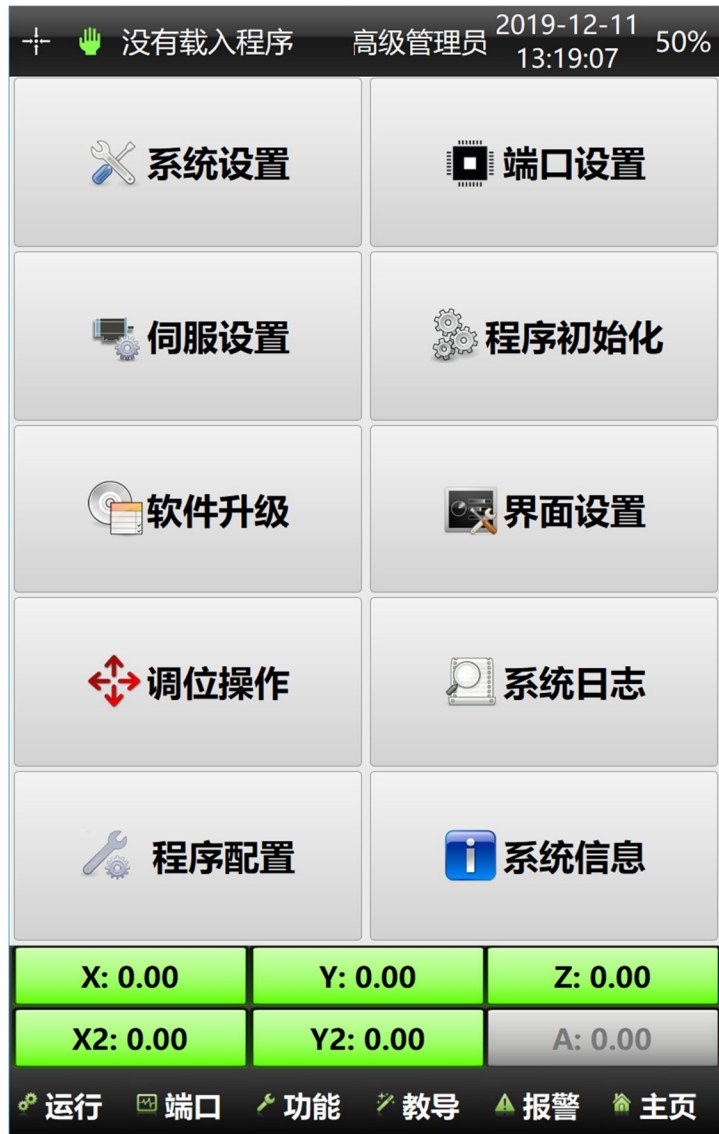 没有载入程序 高级管理员 2019-12-11 13:19:07 50%
系统设置 端口设置
伺服设置 程序初始化
软件升级 界面设置
调位操作 系统日志
程序配置 系统信息
X: 0.00 Y: 0.00 Z: 0.00
X2: 0.00 Y2: 0.00 A: 0.00
运行 端口 功能 教导 报警 主页